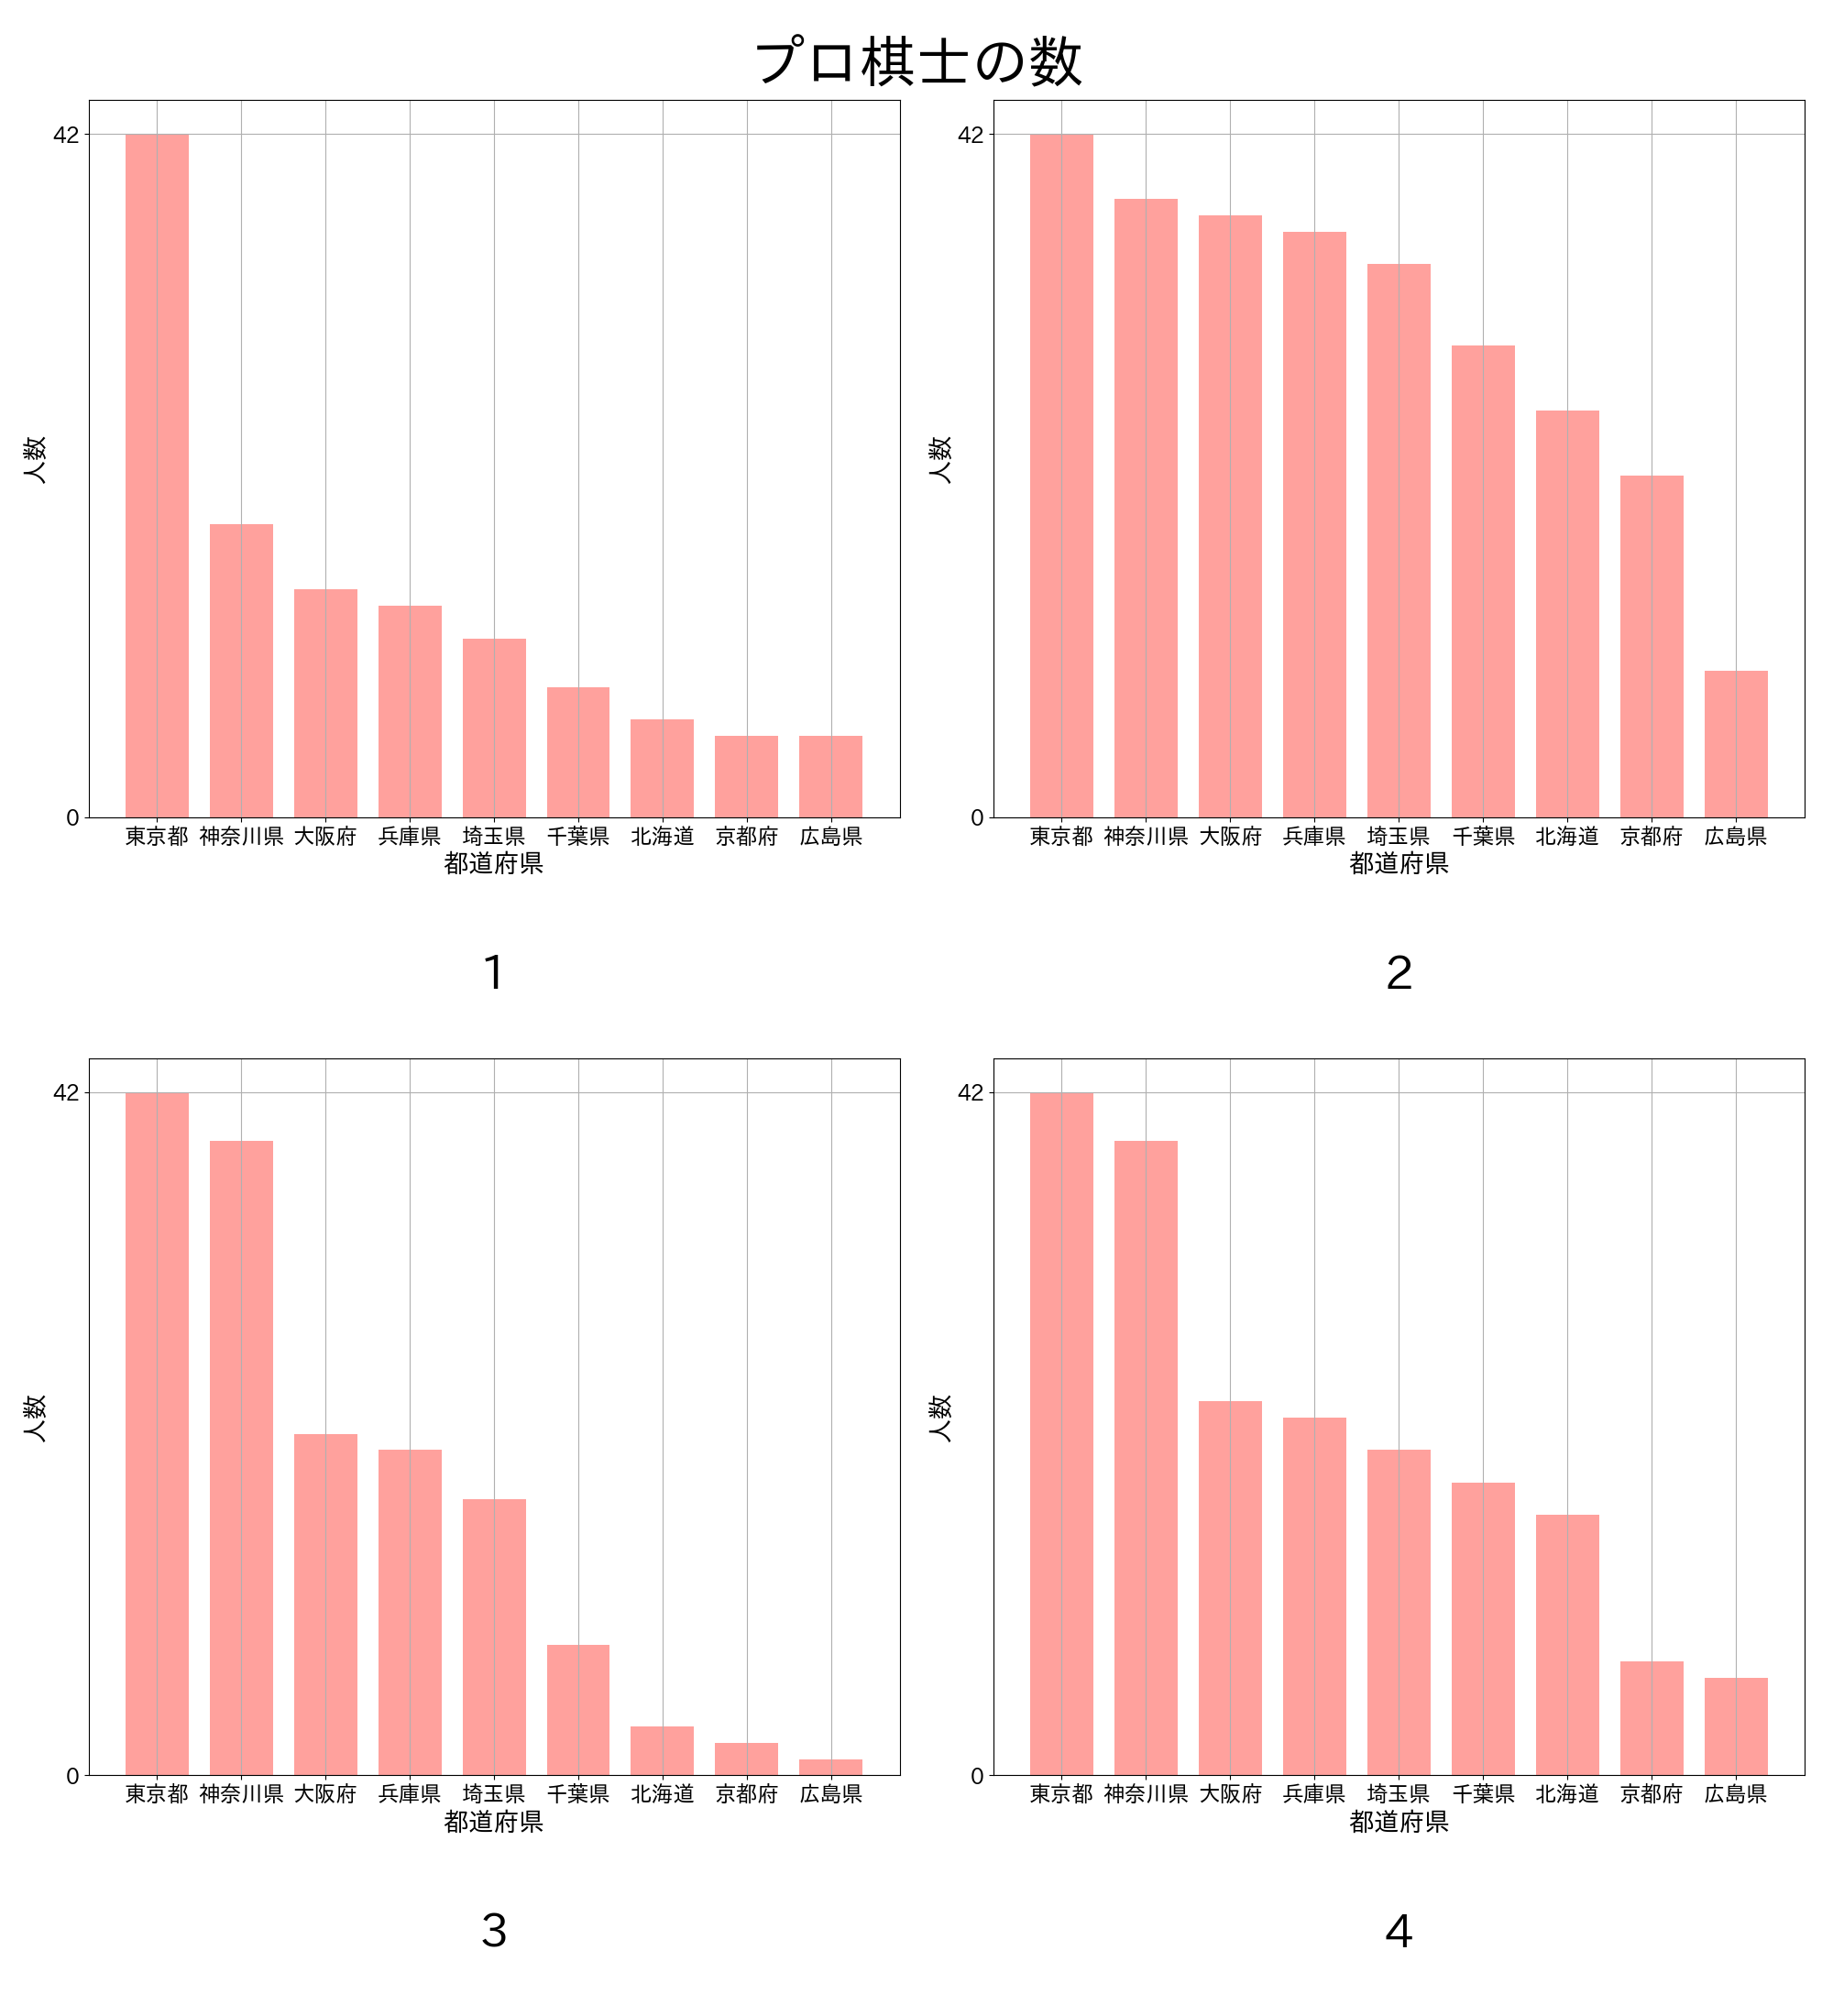 プロ棋士の数
42
0
人数
東京都 神奈川県 大阪府 兵庫県 埼玉県 千葉県 北海道 京都府 広島県
都道府県
1
42
0
人数
東京都 神奈川県 大阪府 兵庫県 埼玉県 千葉県 北海道 京都府 広島県
都道府県
2
42
0
人数
東京都 神奈川県 大阪府 兵庫県 埼玉県 千葉県 北海道 京都府 広島県
都道府県
3
42
0
人数
東京都 神奈川県 大阪府 兵庫県 埼玉県 千葉県 北海道 京都府 広島県
都道府県
4